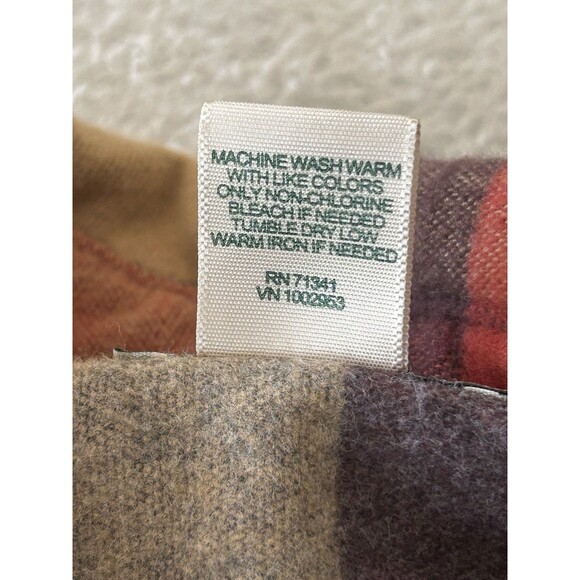 MACHINE WASH WARM
WITH LIKE COLORS
ONLY NON-CHLORINE
BLEACH IF NEEDED
TUMBLE DRY LOW
WARM IRON IF NEEDED
RN 71341
VN 1002953